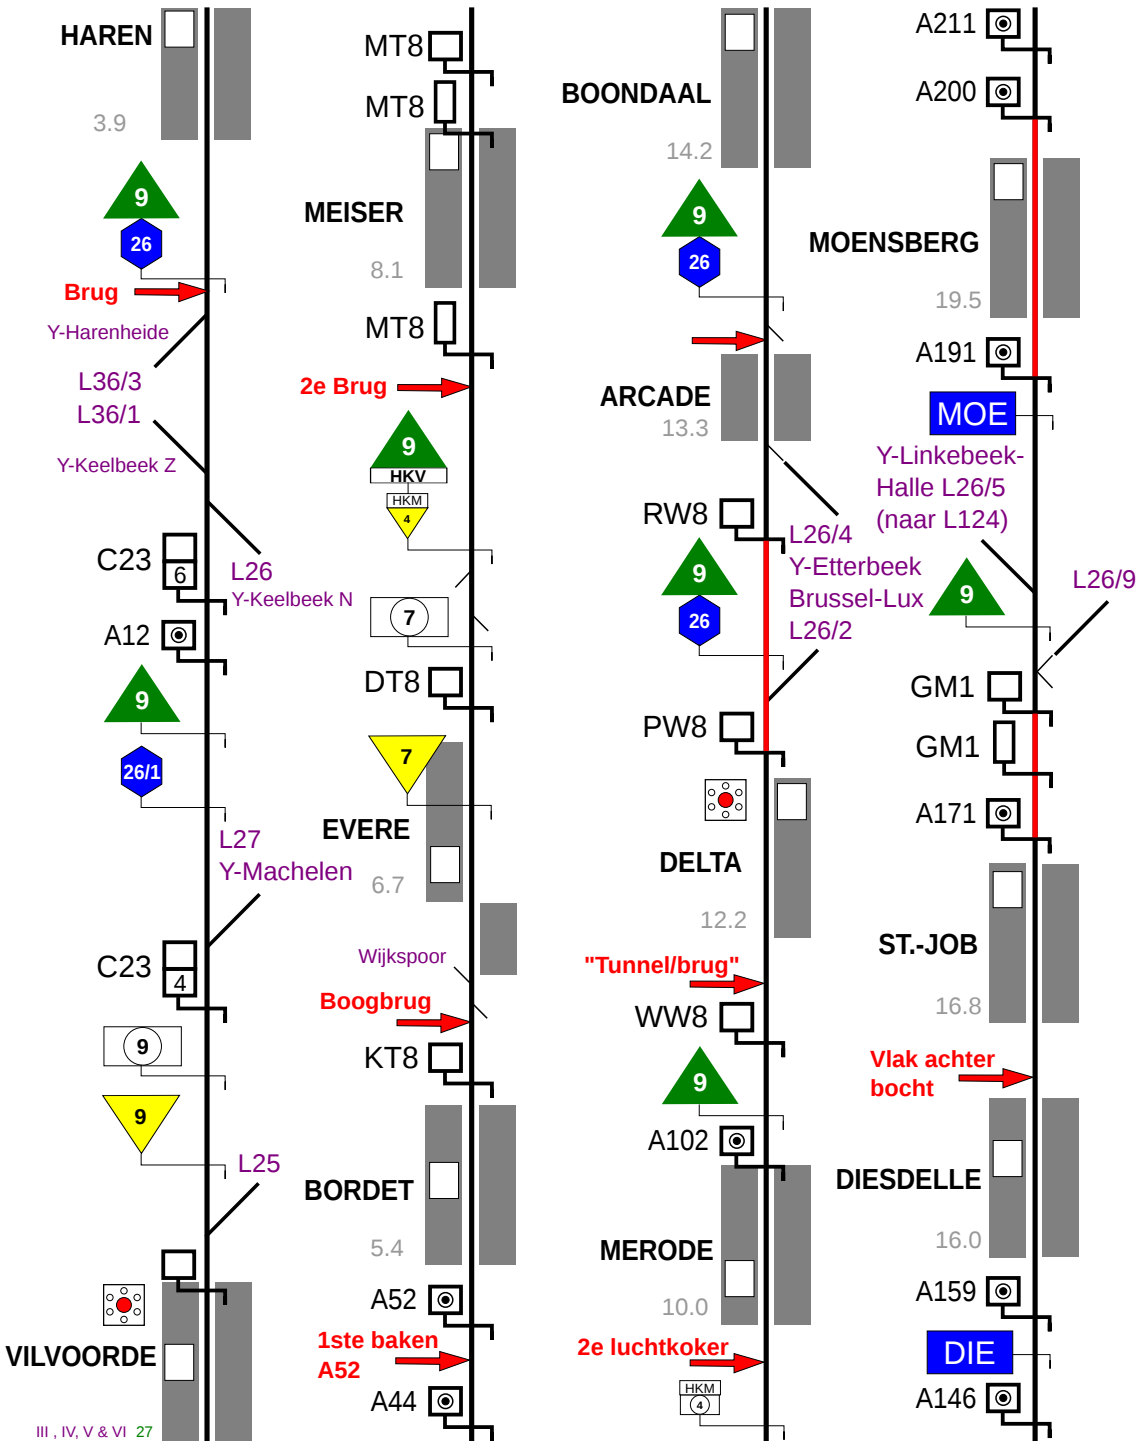 HAREN
3.9
9
26
Brug
Y-Harenheide
L36/3
L36/1
Y-Keelbeek Z
L26
Y-Keelbeek N
C23
6
A12
9
26/1
L27
Y-Machelen
C23
4
9
9
L25
VILVOORDE
III , IV, V & VI 27
MT8
MT8
MEISER
8.1
MT8
2e Brug
9
HKV
HKM
4
7
DT8
7
EVERE
6.7
Wijkspoor
Boogbrug
KT8
BORDET
5.4
A52
1ste baken
A52
A44
BOONDAAL
14.2
9
26
ARCADE
13.3
RW8
L26/4
Y-Etterbeek
Brussel-Lux
L26/2
9
26
PW8
DELTA
12.2
"Tunnel/brug"
WW8
9
A102
MERODE
10.0
2e luchtkoker
HKM
4
A211
A200
MOENSBERG
19.5
A191
MOE
Y-Linkebeek-
Halle L26/5
(naar L124)
9
L26/9
GM1
GM1
A171
ST.-JOB
16.8
Vlak achter
bocht
DIESDELLE
16.0
A159
DIE
A146